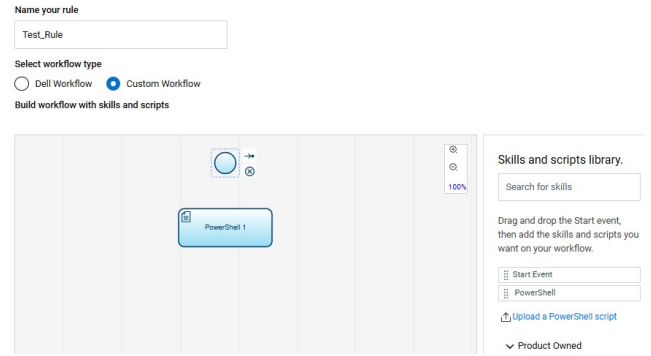 Name your rule
Test_Rule
Select workflow type
Dell Workflow Custom Workflow
Build workflow with skills and scripts
100%
PowerShell 1
Skills and scripts library.
Search for skills
Drag and drop the Start event,
then add the skills and scripts you
want on your workflow.
Start Event
PowerShell
Upload a PowerShell script
Product Owned